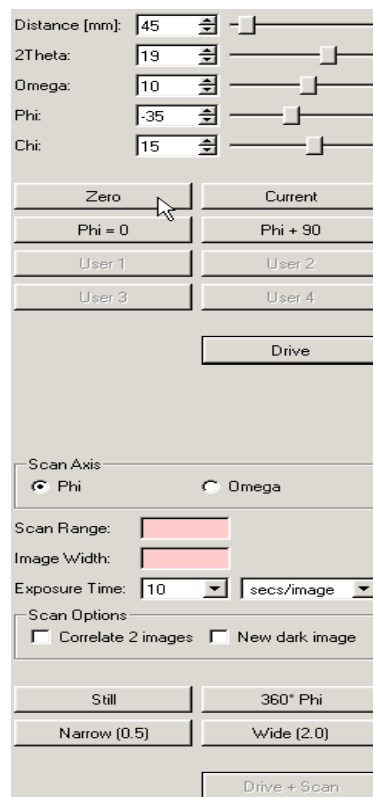 Distance [mm]: 45
2Theta: 19
Omega: 10
Phi: -35
Chi: 15
Zero Current
Phi = 0 Phi + 90
User 1 User 2
User 3 User 4
Drive
Scan Axis
Phi Omega
Scan Range:
Image Width:
Exposure Time: 10 secs/image
Scan Options
Correlate 2 images New dark image
Still 360° Phi
Narrow (0.5) Wide (2.0)
Drive + Scan